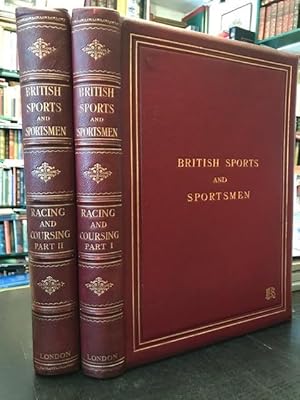 BRITISH
SPORTS
AND
SPORTSMEN
RACING
AND
COURSING
PART II
LONDON
BRITISH
SPORTS
AND
SPORTSMEN
RACING
AND
COURSING
PART I
LONDON
BRITISH SPORTS
AND
SPORTSMEN